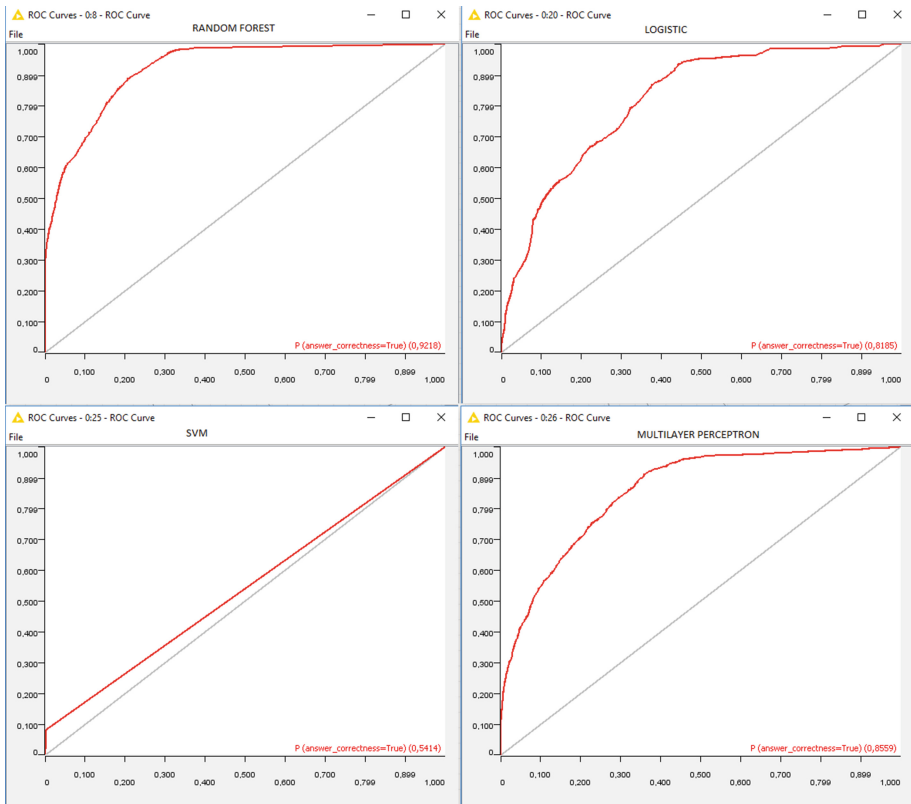 ROC Curves - 0:8 - ROC Curve
File
RANDOM FOREST
1,000
0,899
0,799
0,700
0,600
0,500
0,400
0,300
0,200
0,100
0
P (answer_correctness=True) (0,9218)
0,100 0,300 0,500 0,700 0,899
0 0,200 0,400 0,600 0,799 1,000
ROC Curves - 0:20 - ROC Curve
File
LOGISTIC
1,000
0,899
0,799
0,700
0,600
0,500
0,400
0,300
0,200
0,100
0
P (answer_correctness=True) (0,8185)
0,100 0,300 0,500 0,700 0,899
0 0,200 0,400 0,600 0,799 1,000
ROC Curves - 0:25 - ROC Curve
File
SVM
1,000
0,899
0,799
0,700
0,600
0,500
0,400
0,300
0,200
0,100
0
P (answer_correctness=True) (0,5414)
0,100 0,300 0,500 0,700 0,899
0 0,200 0,400 0,600 0,799 1,000
ROC Curves - 0:26 - ROC Curve
File
MULTILAYER PERCEPTRON
1,000
0,899
0,799
0,700
0,600
0,500
0,400
0,300
0,200
0,100
0
P (answer_correctness=True) (0,8559)
0,100 0,300 0,500 0,700 0,899
0 0,200 0,400 0,600 0,799 1,000